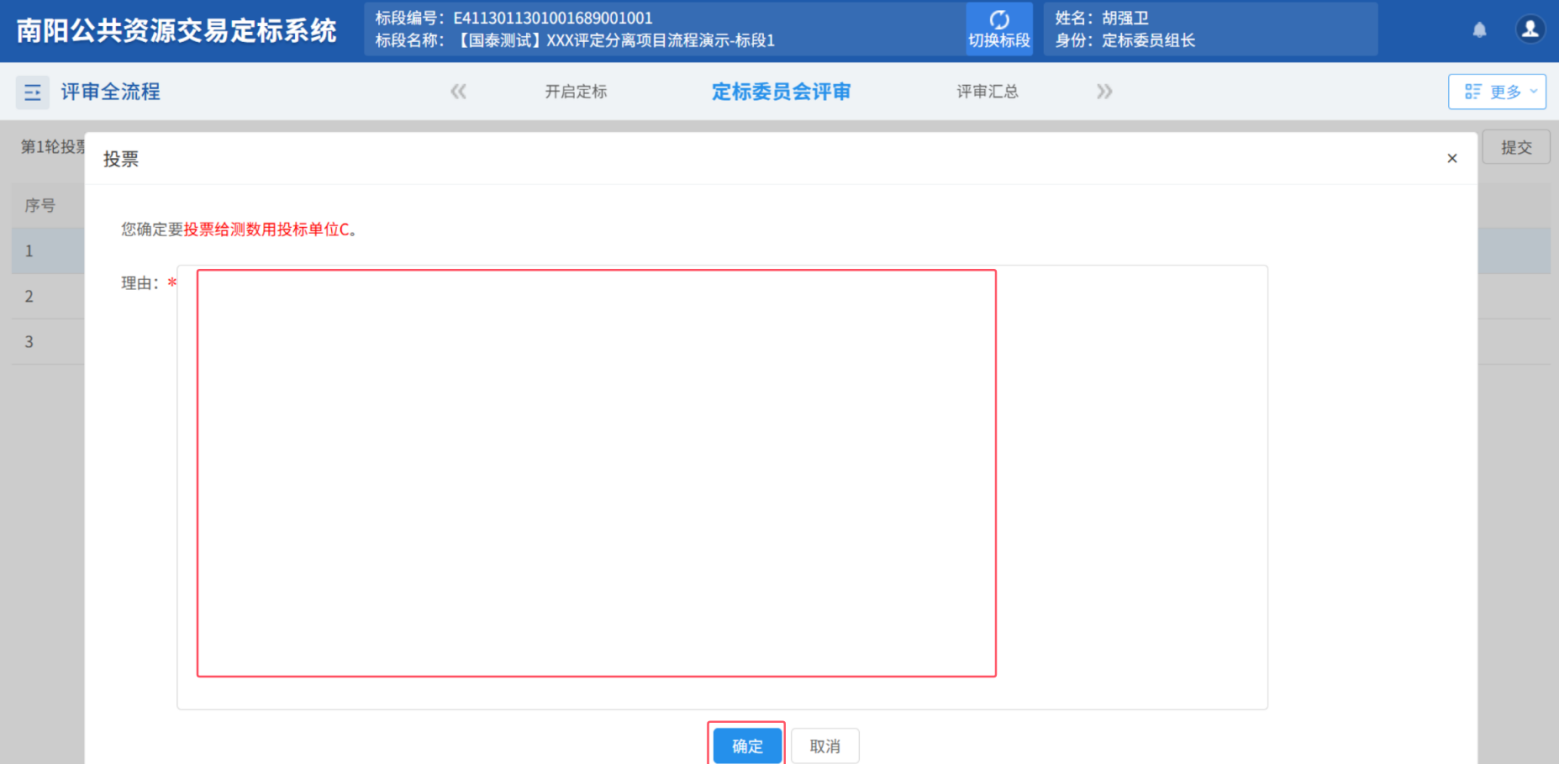 南阳公共资源交易定标系统
标段编号：E4113011301001689001001
标段名称：【国泰测试】XXX评定分离项目流程演示-标段1
切换标段
姓名：胡强卫
身份：定标委员组长
评审全流程
开启定标
定标委员会评审
评审汇总
更多
第1轮投票
提交
投票
×
序号
1
2
3
您确定要投票给测数用投标单位C。
理由：*
确定
取消